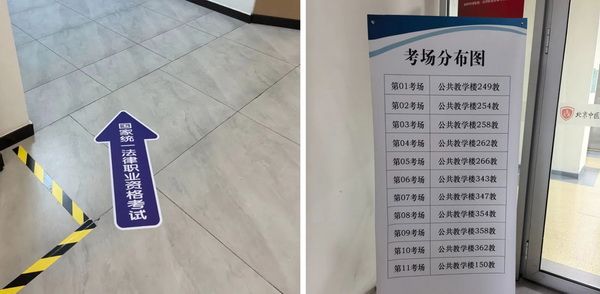 国家统一法律职业资格考试
考场分布图
第01考场 公共教学楼249教
第02考场 公共教学楼254教
第03考场 公共教学楼258教
第04考场 公共教学楼262教
第05考场 公共教学楼266教
第06考场 公共教学楼343教
第07考场 公共教学楼347教
第08考场 公共教学楼354教
第09考场 公共教学楼358教
第10考场 公共教学楼362教
第11考场 公共教学楼150教
北京中医